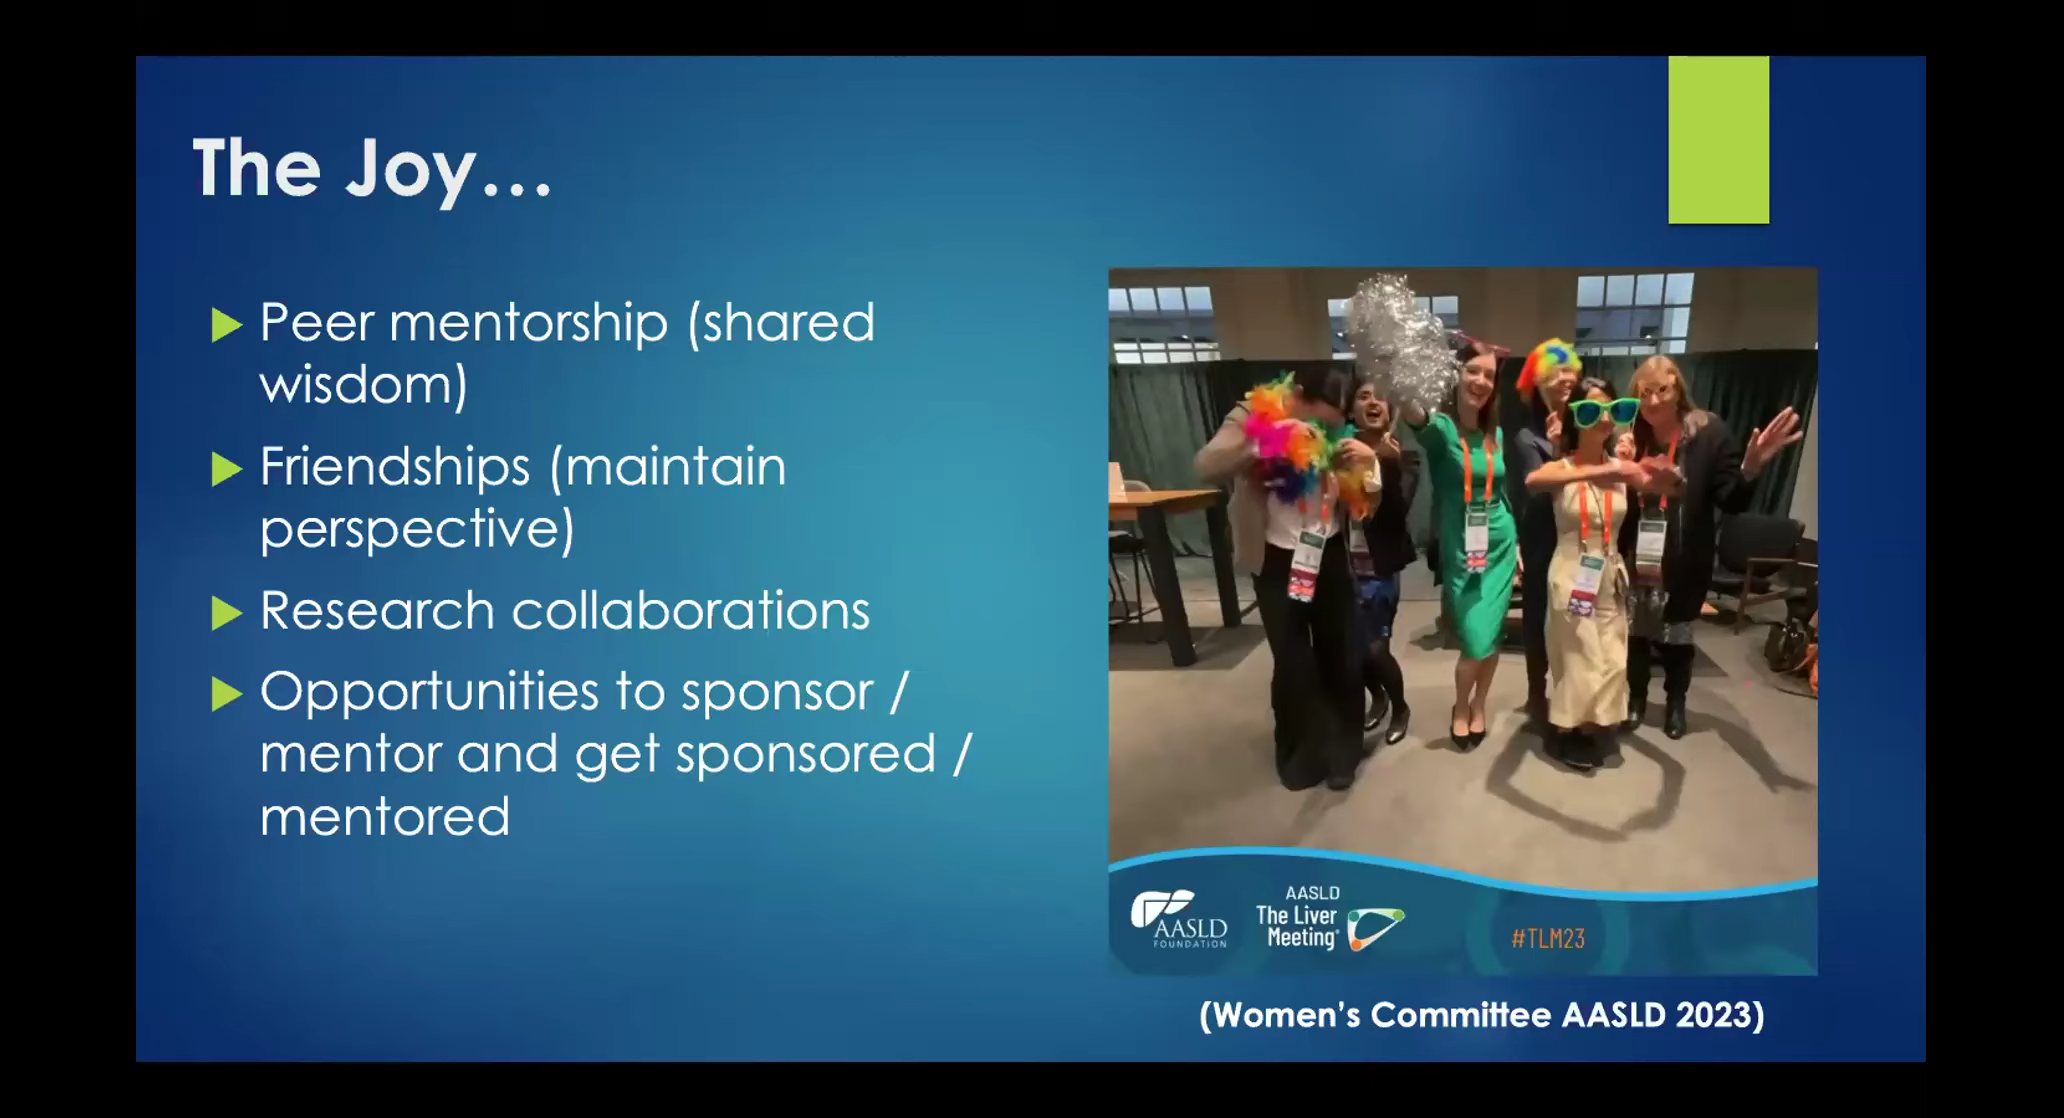 The Joy...
Peer mentorship (shared
wisdom)
Friendships (maintain
perspective)
Research collaborations
Opportunities to sponsor /
mentor and get sponsored /
mentored
AASLD
FOUNDATION
AASLD
The Liver
Meeting®
#TLM23
(Women's Committee AASLD 2023)